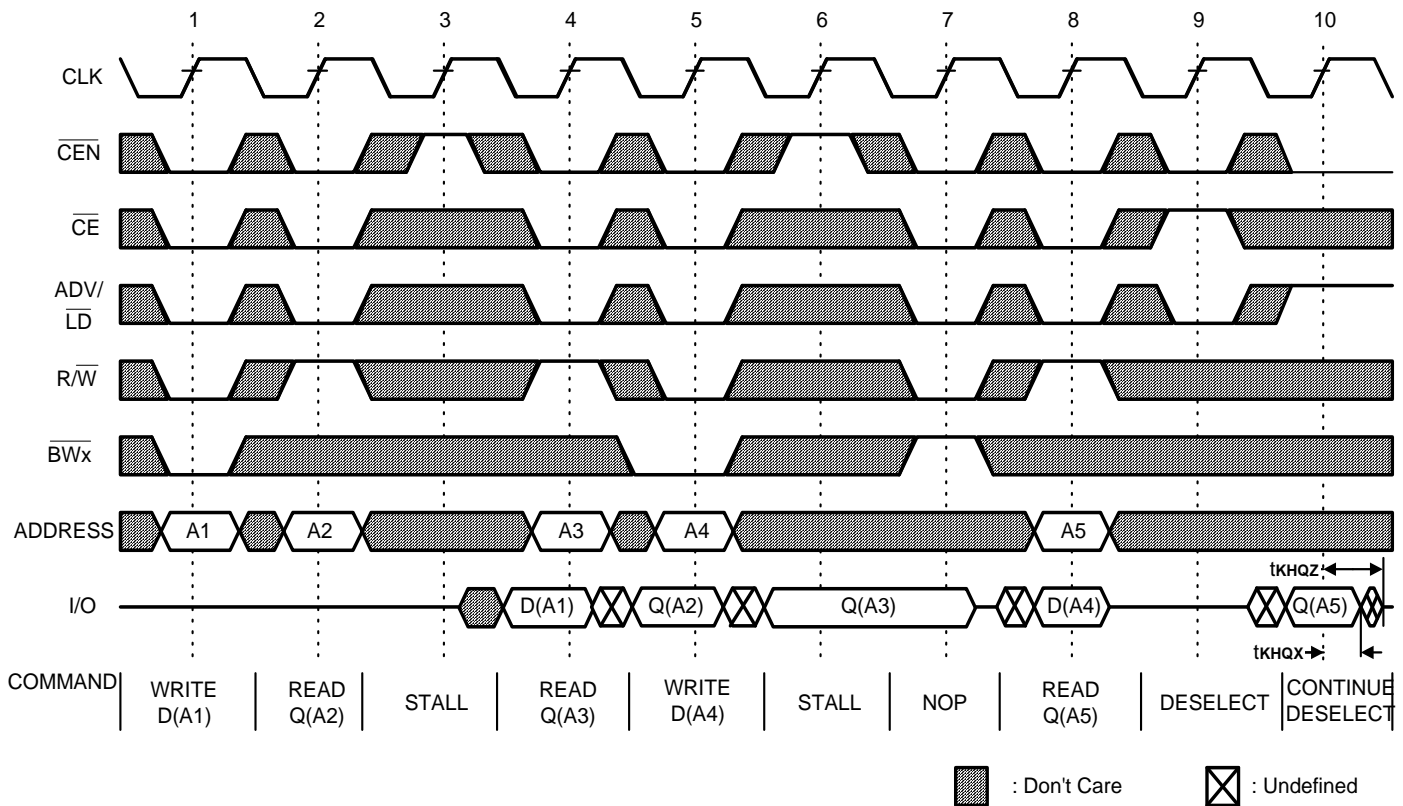 1 2 3 4 5 6 7 8 9 10
CLK
CEN
CE
ADV/
LD
R/W
BWx
ADDRESS A1 A2 A3 A4 A5
tKHQZ
I/O D(A1) Q(A2) Q(A3) D(A4) Q(A5)
tKHQX
COMMAND
WRITE D(A1)
READ Q(A2)
STALL
READ Q(A3)
WRITE D(A4)
STALL
NOP
READ Q(A5)
DESELECT
CONTINUE DESELECT
: Don't Care : Undefined